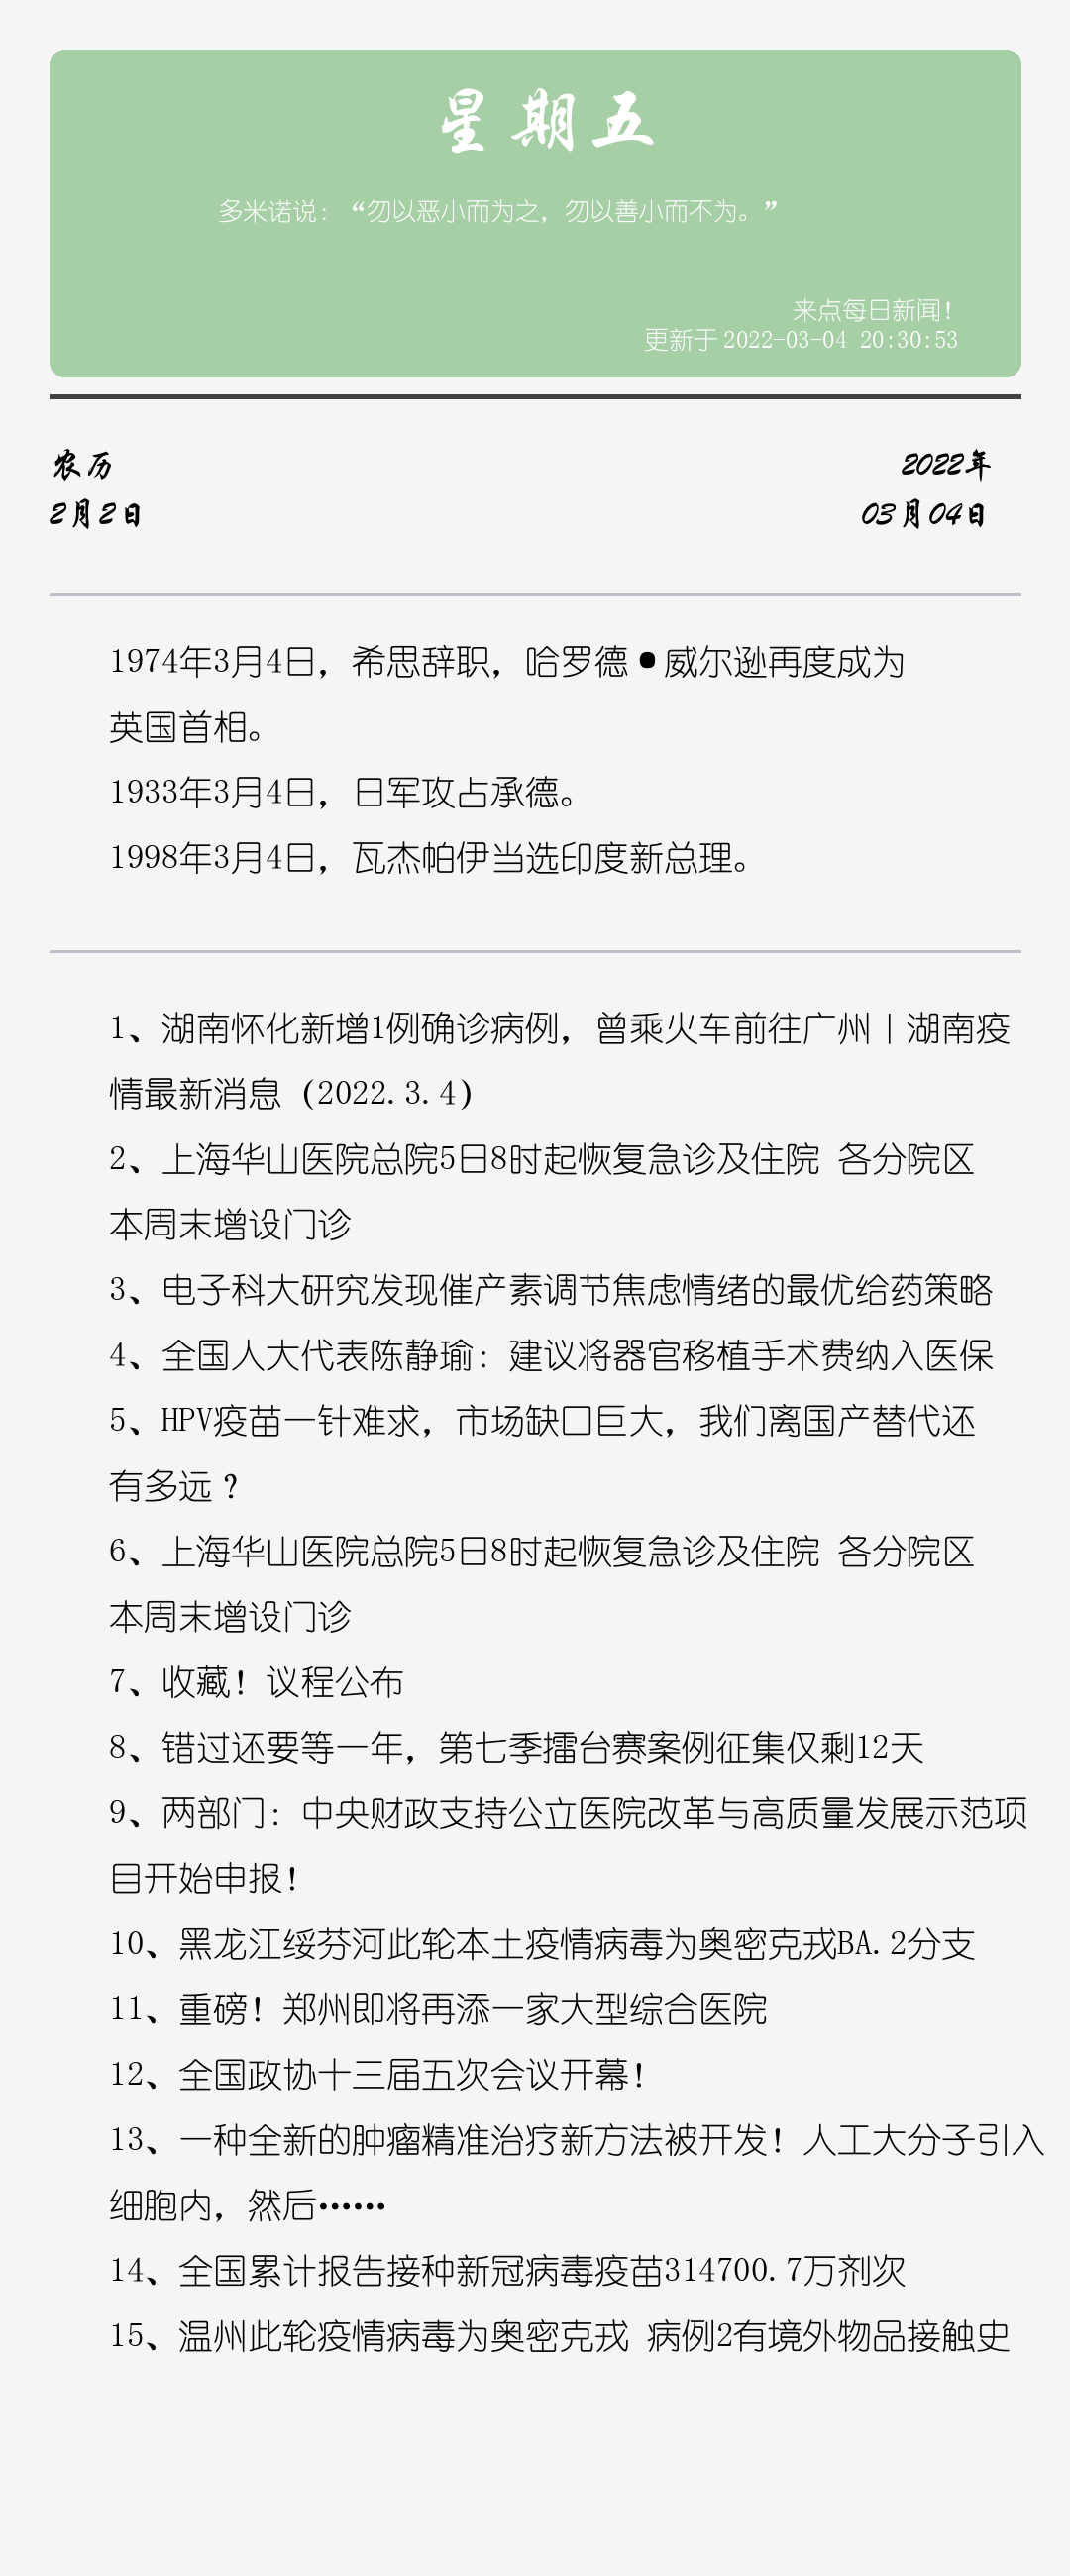 星期五
多米诺说：“勿以恶小而为之，勿以善小而不为。”
来点每日新闻！
更新于 2022-03-04 20:30:53
农历
2022年
2月2日
03月04日
1974年3月4日，希思辞职，哈罗德•威尔逊再度成为
英国首相。
1933年3月4日，日军攻占承德。
1998年3月4日，瓦杰帕伊当选印度新总理。
1、湖南怀化新增1例确诊病例，曾乘火车前往广州丨湖南疫
情最新消息（2022.3.4）
2、上海华山医院总院5日8时起恢复急诊及住院 各分院区
本周末增设门诊
3、电子科大研究发现催产素调节焦虑情绪的最优给药策略
4、全国人大代表陈静瑜：建议将器官移植手术费纳入医保
5、HPV疫苗一针难求，市场缺口巨大，我们离国产替代还
有多远？
6、上海华山医院总院5日8时起恢复急诊及住院 各分院区
本周末增设门诊
7、收藏！议程公布
8、错过还要等一年，第七季擂台赛案例征集仅剩12天
9、两部门：中央财政支持公立医院改革与高质量发展示范项
目开始申报！
10、黑龙江绥芬河此轮本土疫情病毒为奥密克戎BA.2分支
11、重磅！郑州即将再添一家大型综合医院
12、全国政协十三届五次会议开幕！
13、一种全新的肿瘤精准治疗新方法被开发！人工大分子引入
细胞内，然后……
14、全国累计报告接种新冠病毒疫苗314700.7万剂次
15、温州此轮疫情病毒为奥密克戎 病例2有境外物品接触史